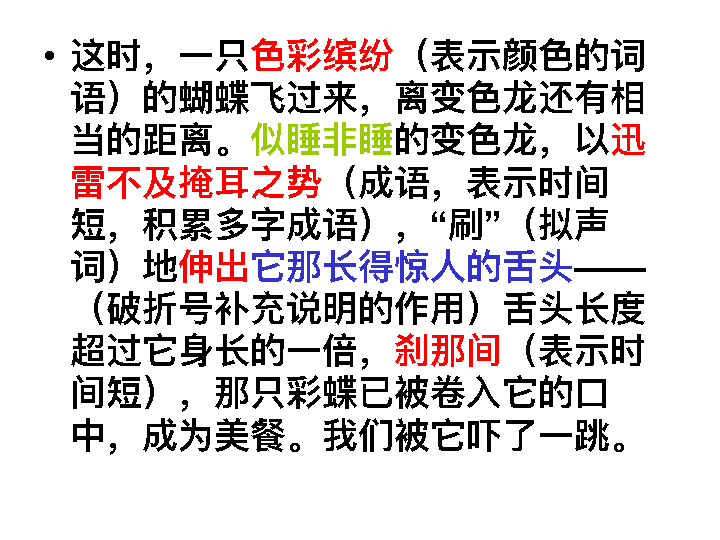 • 这时，一只色彩缤纷（表示颜色的词
语）的蝴蝶飞过来，离变色龙还有相
当的距离。似睡非睡的变色龙，以迅
雷不及掩耳之势（成语，表示时间
短，积累多字成语），“刷”（拟声
词）地伸出它那长得惊人的舌头——
（破折号补充说明的作用）舌头长度
超过它身长的一倍，刹那间（表示时
间短），那只彩蝶已被卷入它的口
中，成为美餐。我们被它吓了一跳。